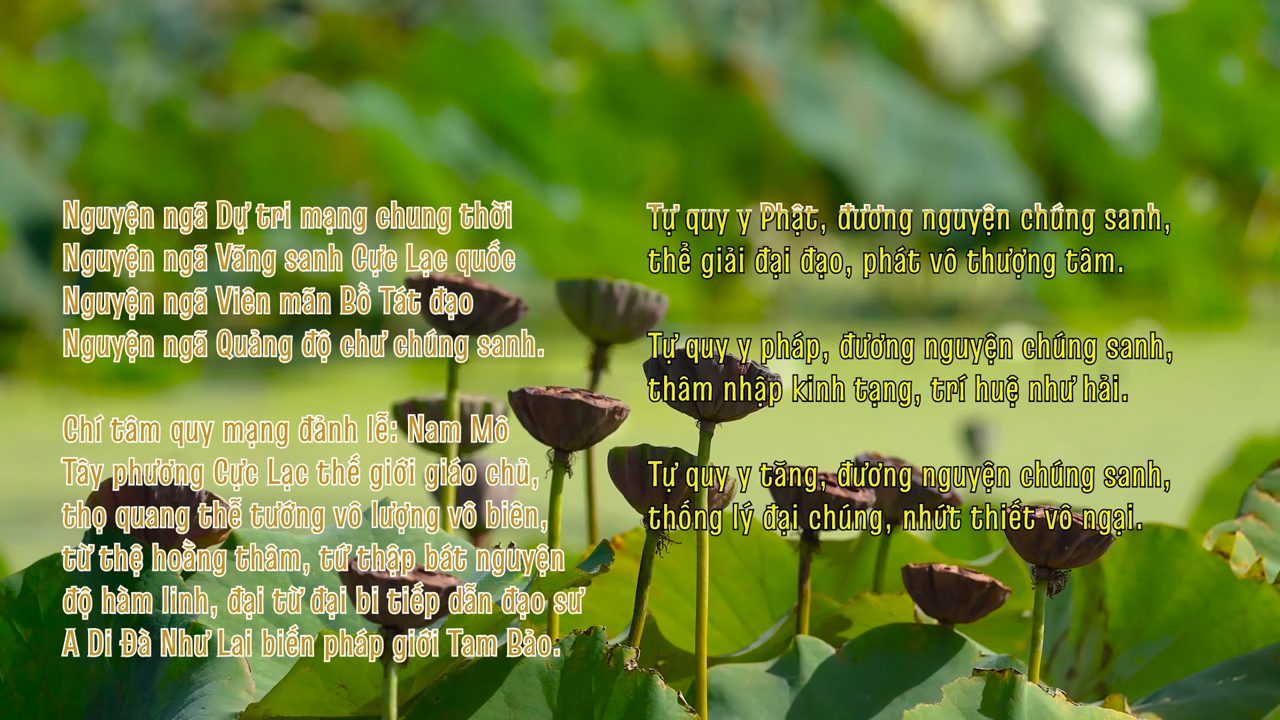 Nguyện ngã Dự tri mạng chung thời
Nguyện ngã Vãng sanh Cực Lạc quốc
Nguyện ngã Viên mãn Bồ Tát đạo
Nguyện ngã Quảng độ chư chúng sanh.
Chí tâm quy mạng đảnh lễ: Nam Mô
Tây phương Cực Lạc thế giới giáo chủ,
thọ quang thể tướng vô lượng vô biên,
từ thệ hoằng thâm, tứ thập bát nguyện
độ hàm linh, đại từ đại bi tiếp dẫn đạo sư
A Di Đà Như Lai biến pháp giới Tam Bảo.
Tự quy y Phật, đương nguyện chúng sanh,
thể giải đại đạo, phát vô thượng tâm.
Tự quy y pháp, đương nguyện chúng sanh,
thâm nhập kinh tạng, trí huệ như hải.
Tự quy y tăng, đương nguyện chúng sanh,
thống lý đại chúng, nhứt thiết vô ngại.